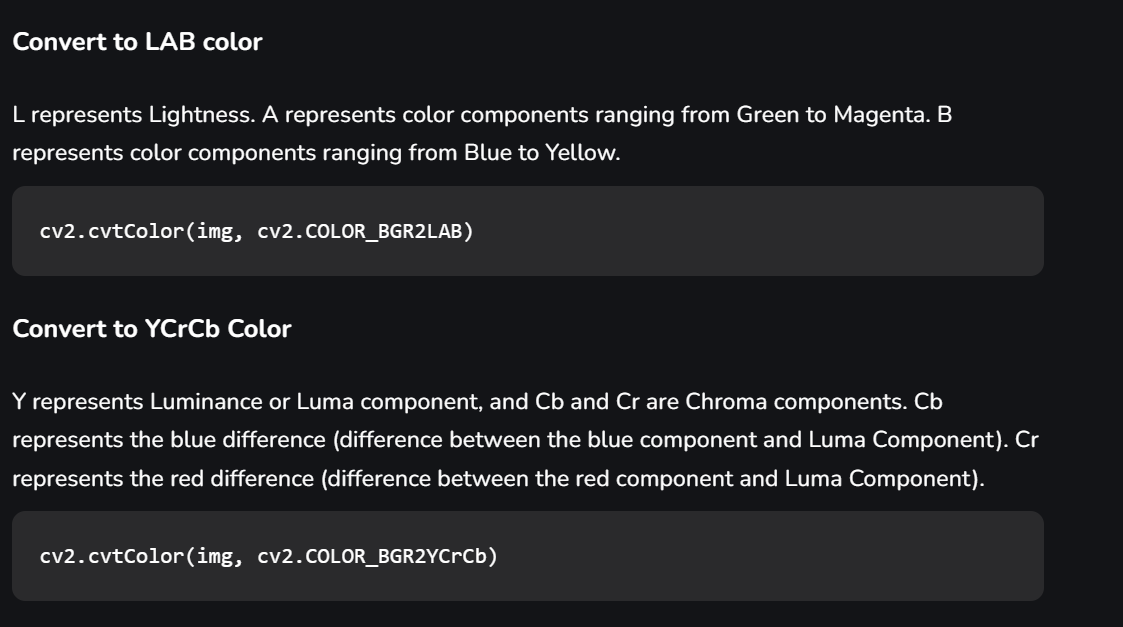 Convert to LAB color
L represents Lightness. A represents color components ranging from Green to Magenta. B
represents color components ranging from Blue to Yellow.
cv2.cvtColor(img, cv2.COLOR_BGR2LAB)
Convert to YCrCb Color
Y represents Luminance or Luma component, and Cb and Cr are Chroma components. Cb
represents the blue difference (difference between the blue component and Luma Component). Cr
represents the red difference (difference between the red component and Luma Component).
cv2.cvtColor(img, cv2.COLOR_BGR2YCrCb)